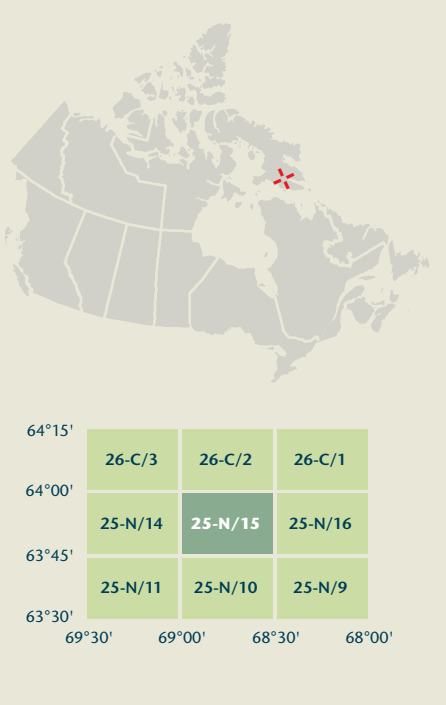 64°15'
26-C/3 26-C/2 26-C/1
64°00'
25-N/14 25-N/15 25-N/16
63°45'
25-N/11 25-N/10 25-N/9
63°30'
69°30' 69°00' 68°30' 68°00'